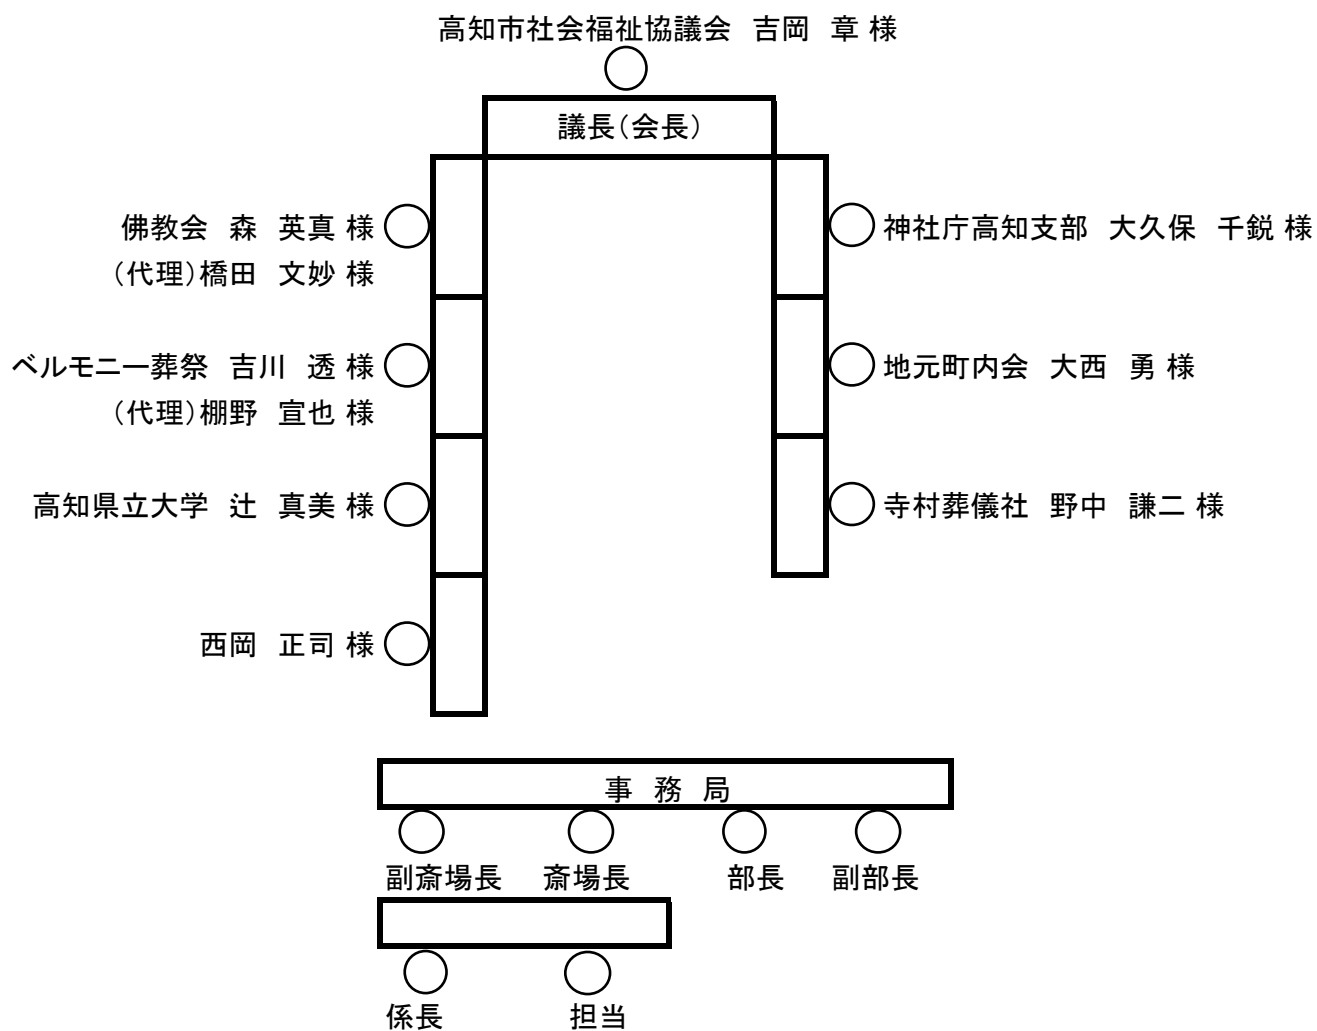 高知市社会福祉協議会　吉岡　章 様
議長（会長）
佛教会　森　英真 様
（代理）橋田　文妙 様
神社庁高知支部　大久保　千鋭 様
ベルモニー葬祭　吉川　透 様
（代理）棚野　宣也 様
地元町内会　大西　勇 様
高知県立大学　辻　真美 様
寺村葬儀社　野中　謙二 様
西岡　正司 様
事　務　局
副斎場長　斎場長　部長　副部長
係長　担当